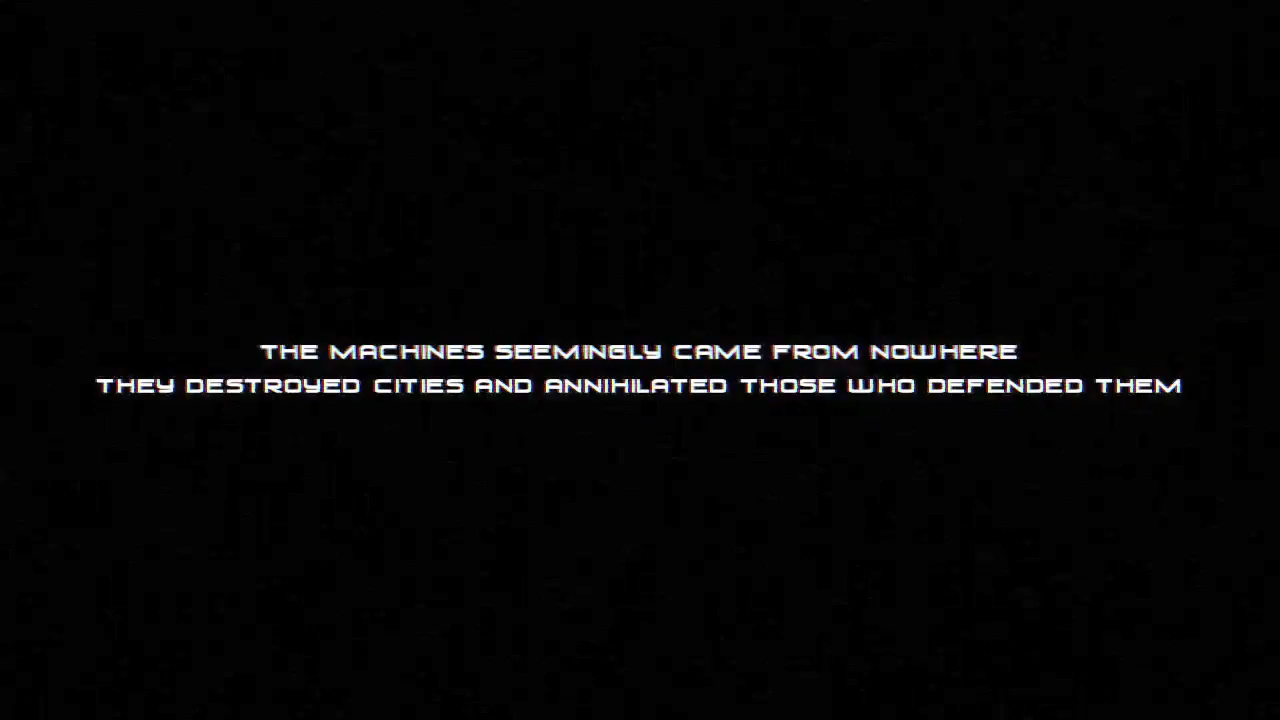 THE MACHINES SEEMINGLY CAME FROM NOWHERE
THEY DESTROYED CITIES AND ANNIHILATED THOSE WHO DEFENDED THEM